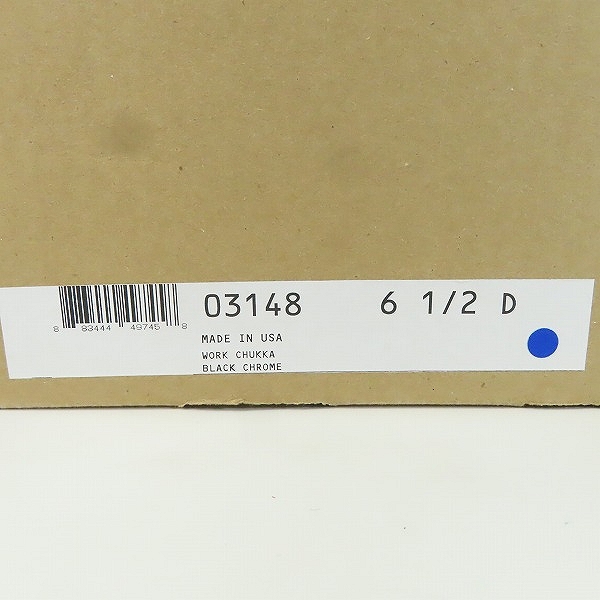 03148 6 1/2 D
8 83444 49745 8
MADE IN USA
WORK CHUKKA
BLACK CHROME